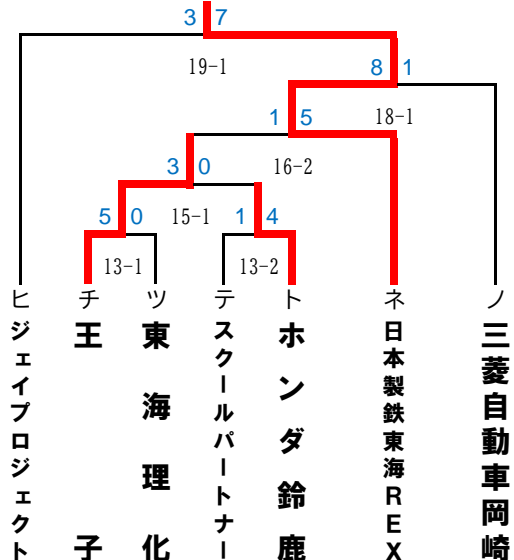 3 7
19-1
8 1
1 5
18-1
3 0
16-2
5 0
15-1
1 4
13-1
13-2
ヒ チ ツ テ ト ネ ノ
ジェイプロジェクト
王子
東海理化
スクールパートナー
ホンダ鈴鹿
日本製鉄東海REX
三菱自動車岡崎